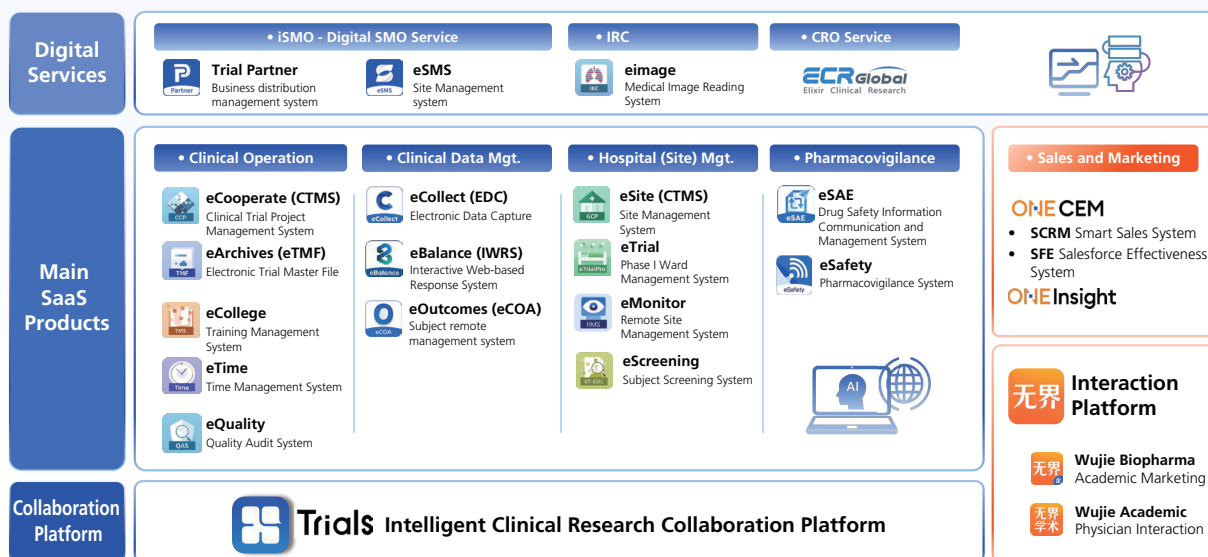 Digital
Services
• iSMO - Digital SMO Service
Partner
Trial Partner
Business distribution
management system
eSMS
eSMS
Site Management
system
• IRC
IRC
eimage
Medical Image Reading
System
• CRO Service
ECR Global
Elixir Clinical Research
Main
SaaS
Products
• Clinical Operation
CCP
eCooperate (CTMS)
Clinical Trial Project
Management System
TMF
eArchives (eTMF)
Electronic Trial Master File
TMS
eCollege
Training Management
System
Time
eTime
Time Management System
QAS
eQuality
Quality Audit System
• Clinical Data Mgt.
eCollect
eCollect (EDC)
Electronic Data Capture
eBalance
eBalance (IWRS)
Interactive Web-based
Response System
eCOA
eOutcomes (eCOA)
Subject remote
management system
• Hospital (Site) Mgt.
GCP
eSite (CTMS)
Site Management
System
eTrialPro
eTrial
Phase I Ward
Management System
eMonitor
Remote Site
Management System
eScreening
Subject Screening System
• Pharmacovigilance
eSAE
eSAE
Drug Safety Information
Communication and
Management System
eSafety
eSafety
Pharmacovigilance System
AI
• Sales and Marketing
ONE CEM
• SCRM Smart Sales System
• SFE Salesforce Effectiveness
System
ONE Insight
无界
Interaction
Platform
无界
企
Wujie Biopharma
Academic Marketing
无界
学术
Wujie Academic
Physician Interaction
Collaboration
Platform
Trials Intelligent Clinical Research Collaboration Platform